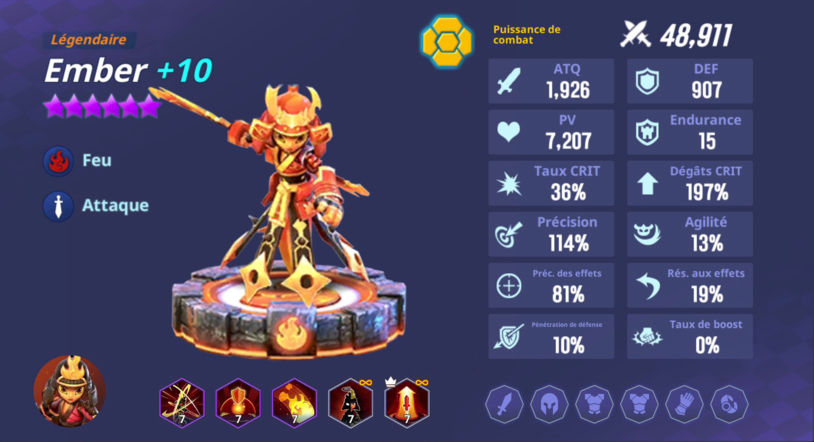 Légendaire
Ember +10
Feu
Attaque
7
7
7
7
7
Puissance de
combat
48,911
ATQ
1,926
DEF
907
PV
7,207
Endurance
15
Taux CRIT
36%
Dégâts CRIT
197%
Précision
114%
Agilité
13%
Préc. des effets
81%
Rés. aux effets
19%
Pénétration de défense
10%
Taux de boost
0%